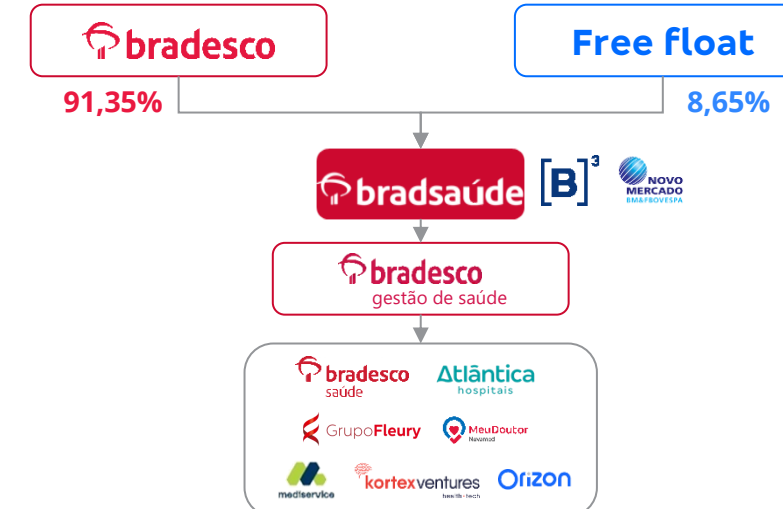 bradesco
Free float
91,35%
8,65%
bradsaúde
[B]³
NOVO
MERCADO
BM&FBOVESPA
bradesco
gestão de saúde
bradesco
saúde
Atlântica
hospitais
GrupoFleury
MeuDoutor
Novamed
mediservice
kortexventures
health-tech
Orizon